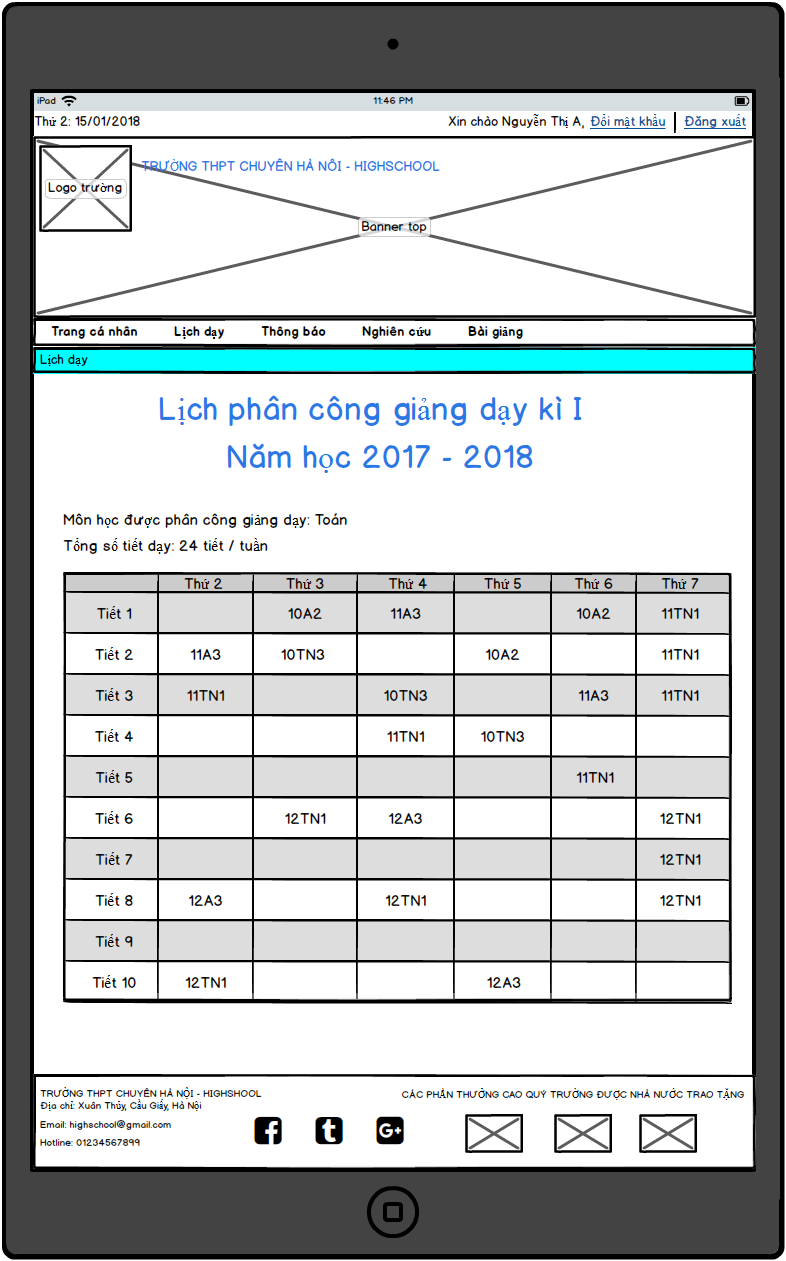 iPad 11:46 PM
Thứ 2: 15/01/2018 Xin chào Nguyễn Thị A, Đổi mật khẩu Đăng xuất
TRƯỜNG THPT CHUYÊN HÀ NÔI - HIGHSCHOOL
Logo trường
Banner top
Trang cá nhân Lịch dạy Thông báo Nghiên cứu Bài giảng
Lịch dạy
Lịch phân công giảng dạy kì I
Năm học 2017 - 2018
Môn học được phân công giảng dạy: Toán
Tổng số tiết dạy: 24 tiết / tuần
Thứ 2 Thứ 3 Thứ 4 Thứ 5 Thứ 6 Thứ 7
Tiết 1 10A2 11A3 10A2 11TN1
Tiết 2 11A3 10TN3 10A2 11TN1
Tiết 3 11TN1 10TN3 11A3 11TN1
Tiết 4 11TN1 10TN3
Tiết 5 11TN1
Tiết 6 12TN1 12A3 12TN1
Tiết 7 12TN1
Tiết 8 12A3 12TN1 12TN1
Tiết 9
Tiết 10 12TN1 12A3
TRƯỜNG THPT CHUYÊN HÀ NỘI - HIGHSHOOL
Địa chỉ: Xuân Thủy, Cầu Giấy, Hà Nội
Email: highschool@gmail.com
Hotline: 01234567899
CÁC PHẦN THƯỞNG CAO QUÝ TRƯỜNG ĐƯỢC NHÀ NƯỚC TRAO TẶNG